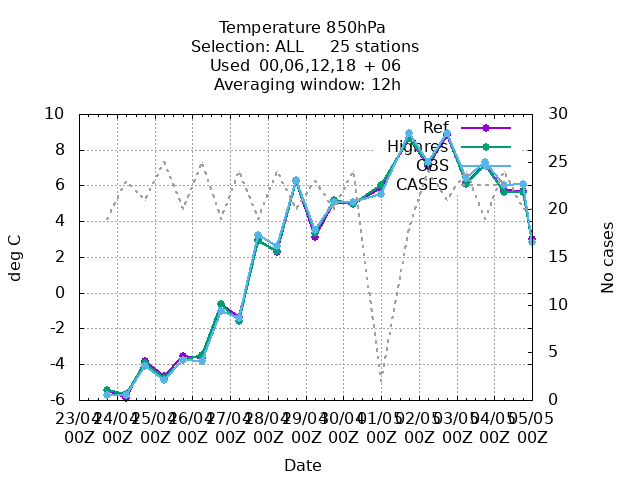 Temperature 850hPa
Selection: ALL 25 stations
Used 00,06,12,18 + 06
Averaging window: 12h
10 30
Ref
8 Highres
25 OBS
6 CASES
4 20
deg C
2 15 No cases
0 10
-2
-4 5
-6 0
23/04 24/04 25/04 26/04 27/04 28/04 29/04 30/04 01/05 02/05 03/05 04/05 05/05
00Z 00Z 00Z 00Z 00Z 00Z 00Z 00Z 00Z 00Z 00Z 00Z 00Z
Date